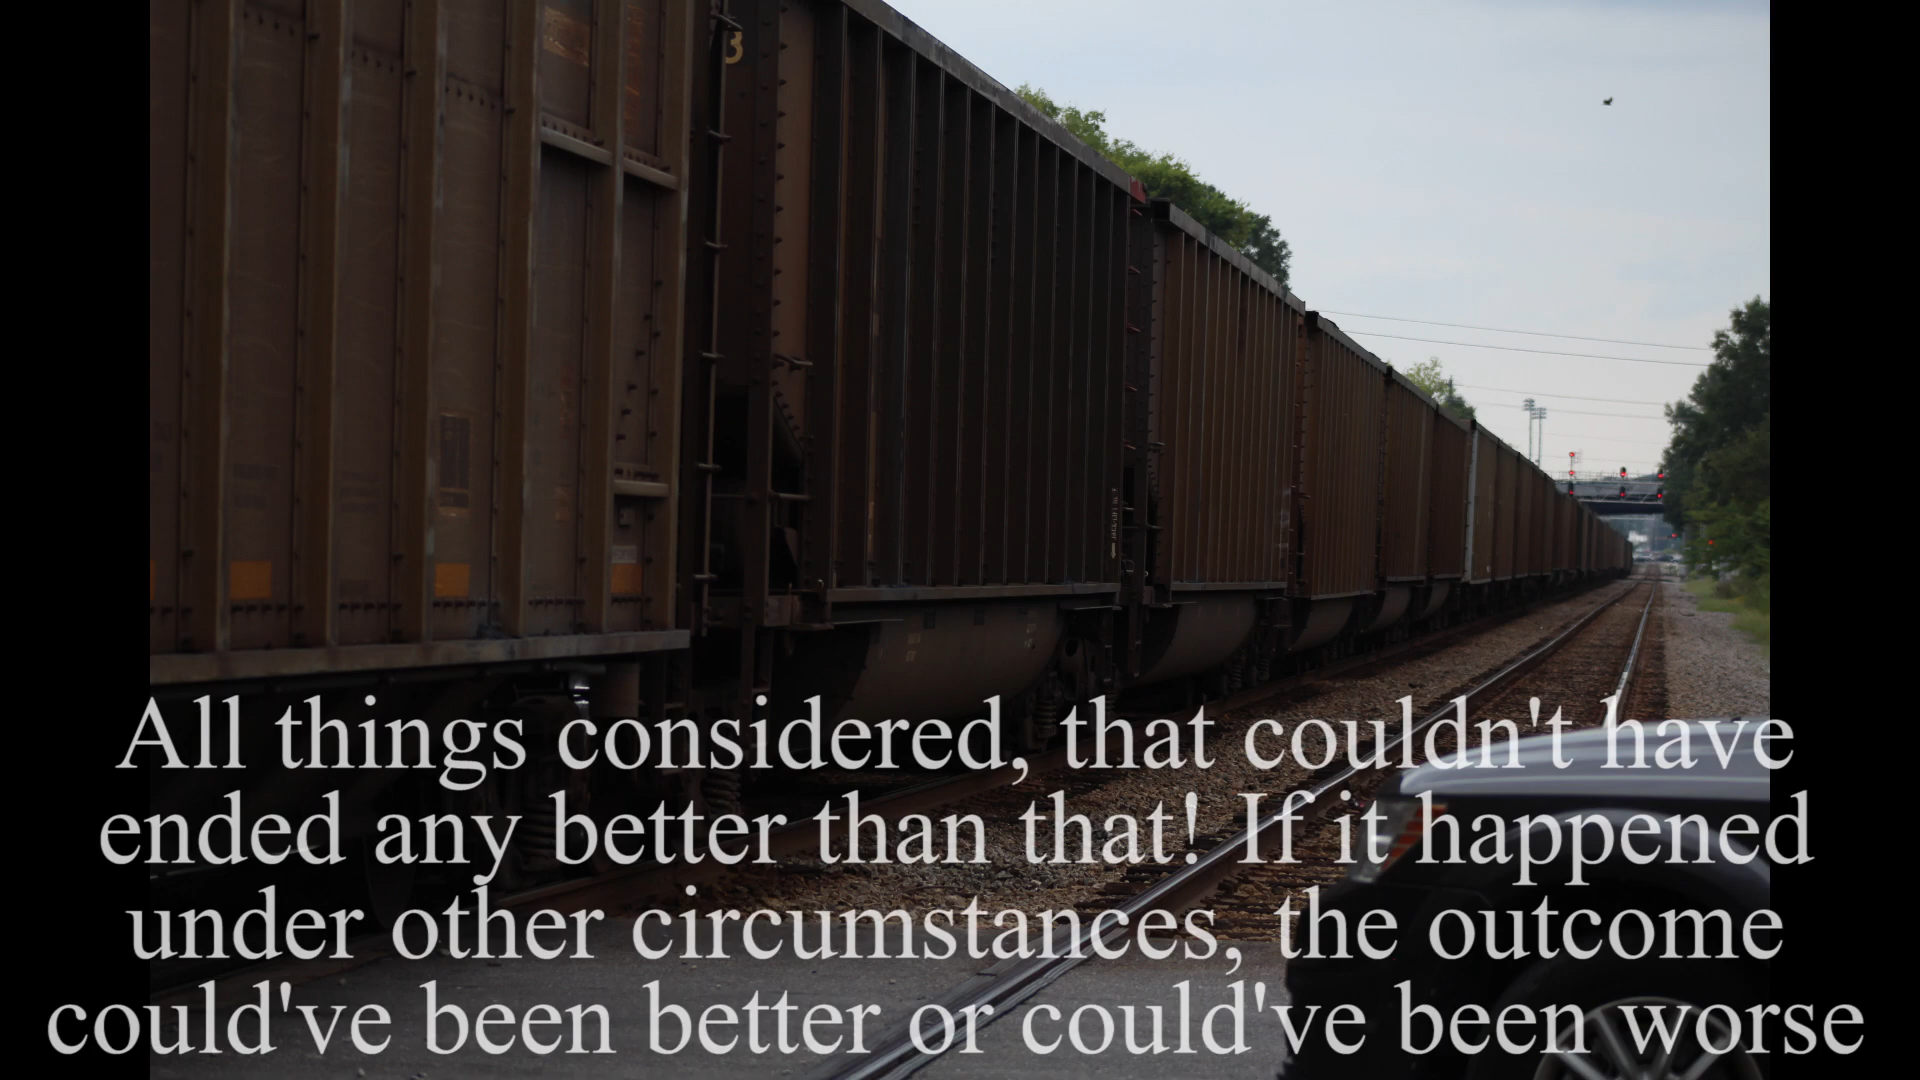 3
All things considered, that couldn't have
ended any better than that! If it happened
under other circumstances, the outcome
could've been better or could've been worse